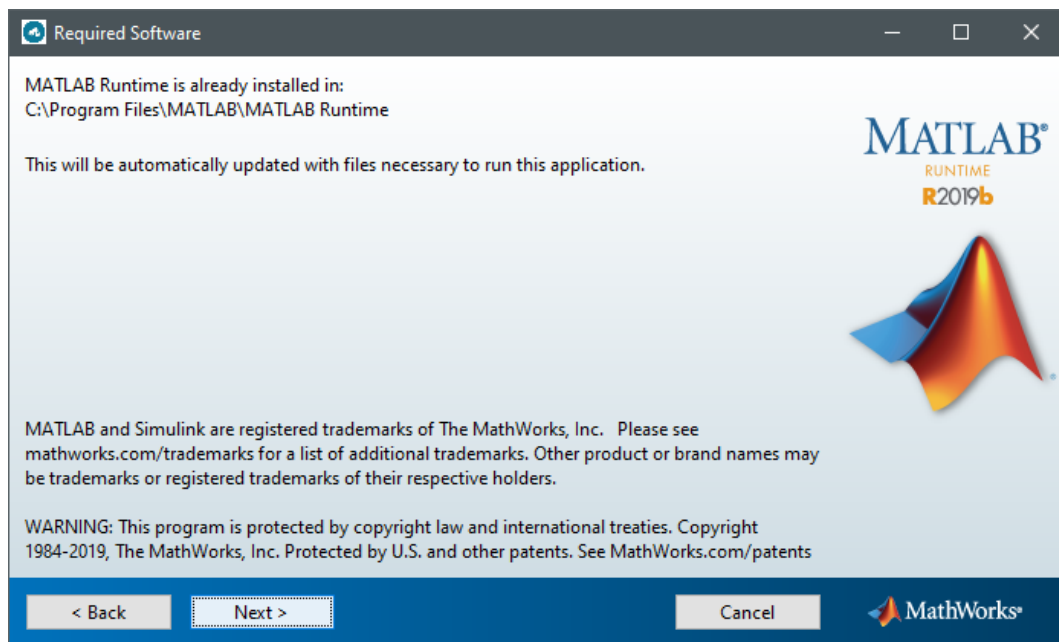 Required Software
MATLAB Runtime is already installed in:
C:\Program Files\MATLAB\MATLAB Runtime
This will be automatically updated with files necessary to run this application.
MATLAB®
RUNTIME
R2019b
MATLAB and Simulink are registered trademarks of The MathWorks, Inc.   Please see
mathworks.com/trademarks for a list of additional trademarks. Other product or brand names may
be trademarks or registered trademarks of their respective holders.
WARNING: This program is protected by copyright law and international treaties. Copyright
1984-2019, The MathWorks, Inc. Protected by U.S. and other patents. See MathWorks.com/patents
< Back
Next >
Cancel
MathWorks®